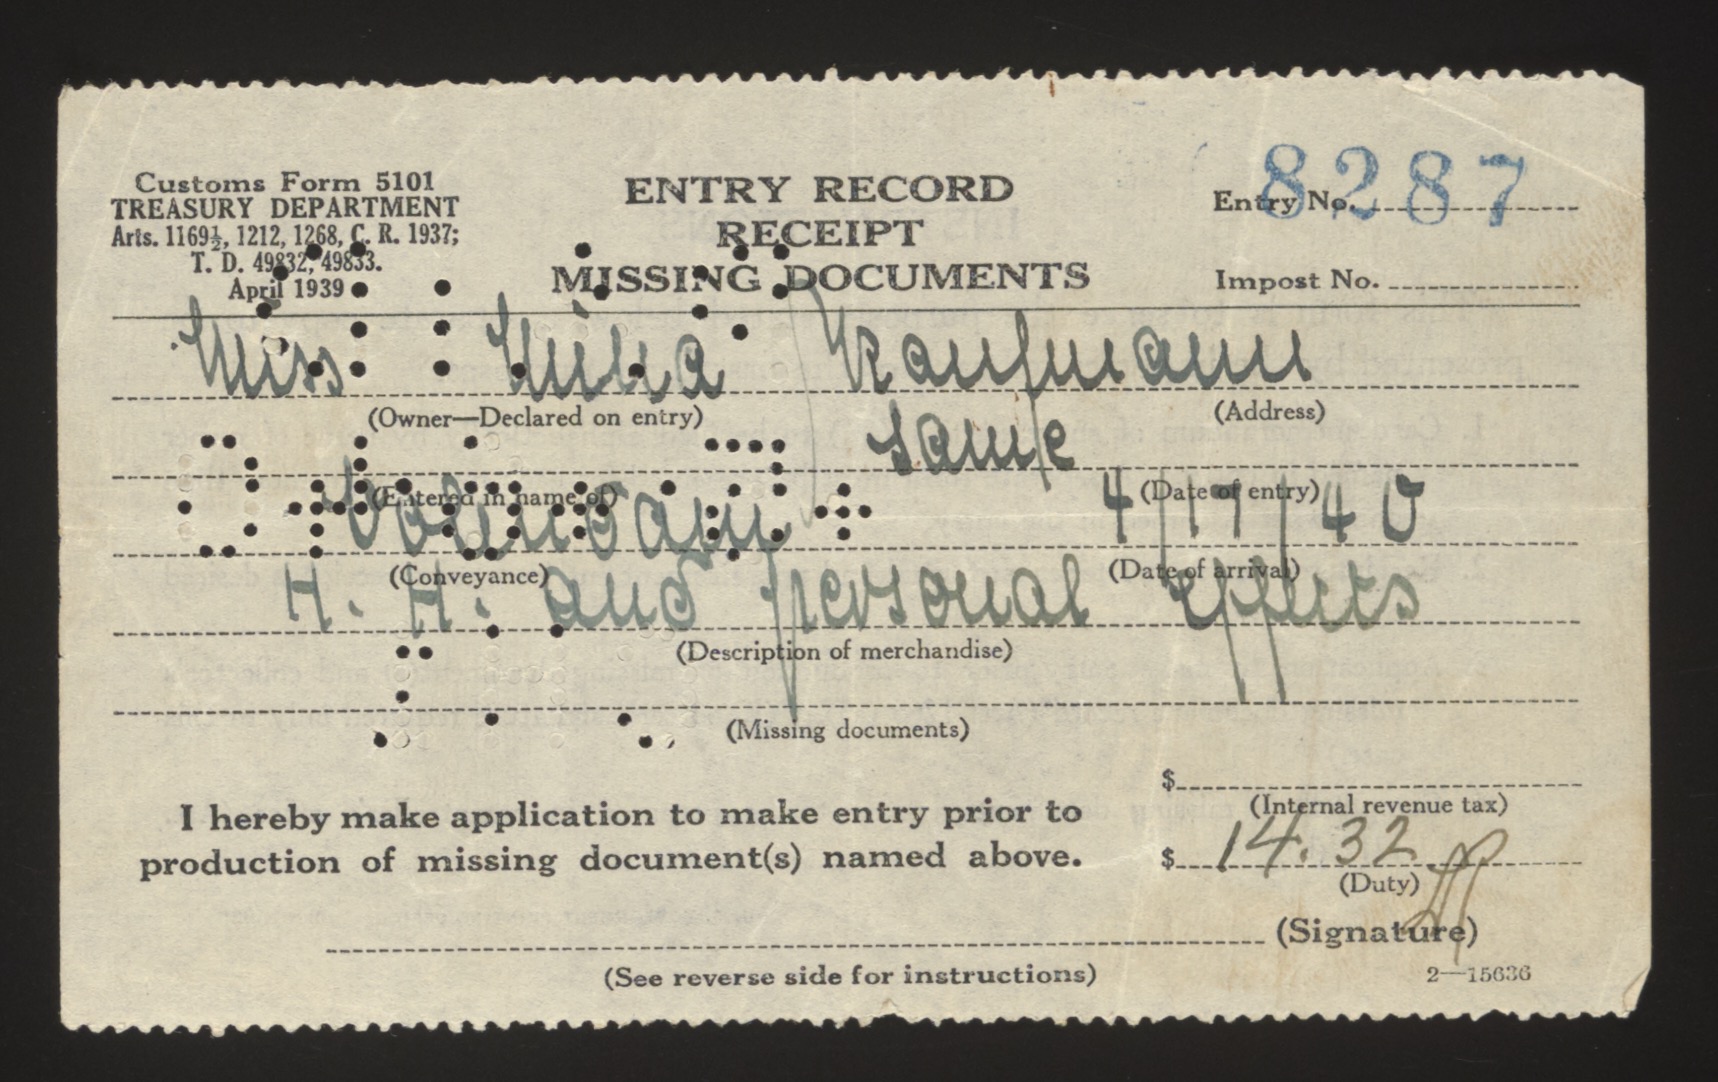 Customs Form 5101
TREASURY DEPARTMENT
Arts. 1169½, 1212, 1268, C. R. 1937;
T. D. 49832, 49833.
April 1939
ENTRY RECORD
RECEIPT
MISSING DOCUMENTS
Entry No. 8287
Impost No.
Miss Mina Kaufmann
(Owner—Declared on entry) (Address)
same
(Entered in name of) (Date of entry)
Volendam 4/17/40
(Conveyance) (Date of arrival)
H. H. and personal effects
(Description of merchandise)
(Missing documents)
I hereby make application to make entry prior to
production of missing document(s) named above.
$
(Internal revenue tax)
$ 14.32
(Duty)
(Signature)
(See reverse side for instructions)
2—15636